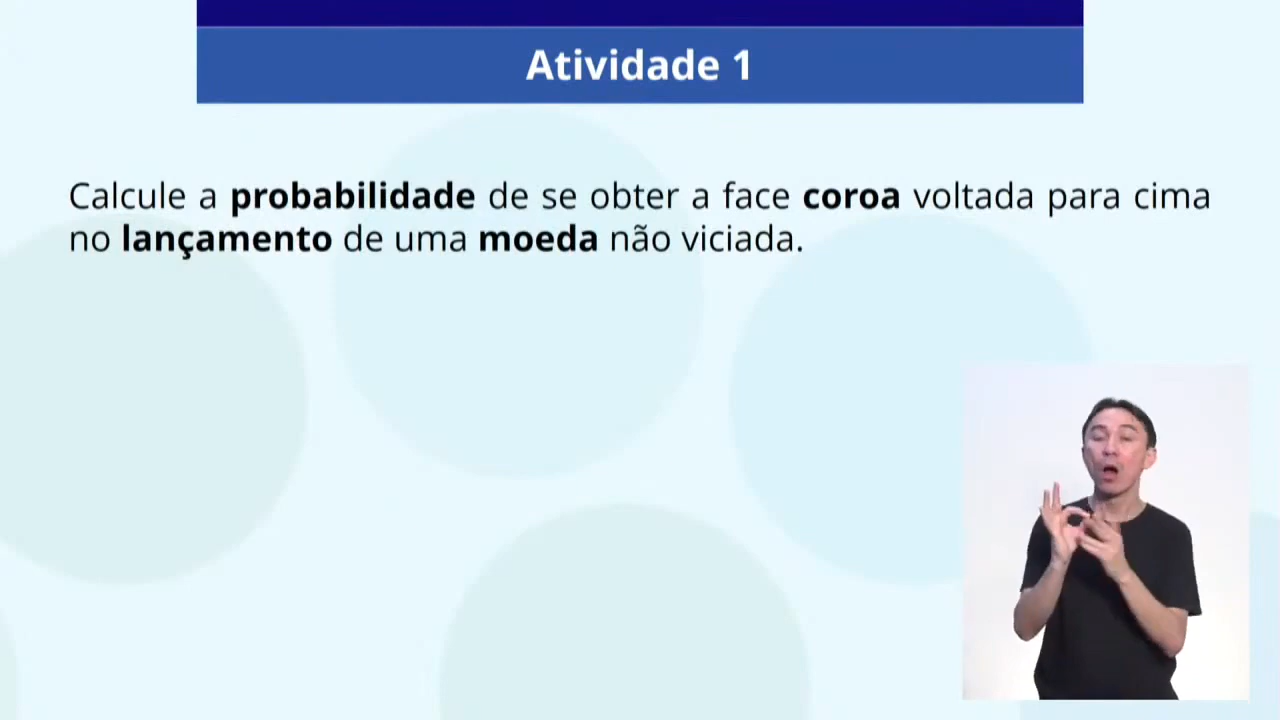 Atividade 1
Calcule a probabilidade de se obter a face coroa voltada para cima
no lançamento de uma moeda não viciada.